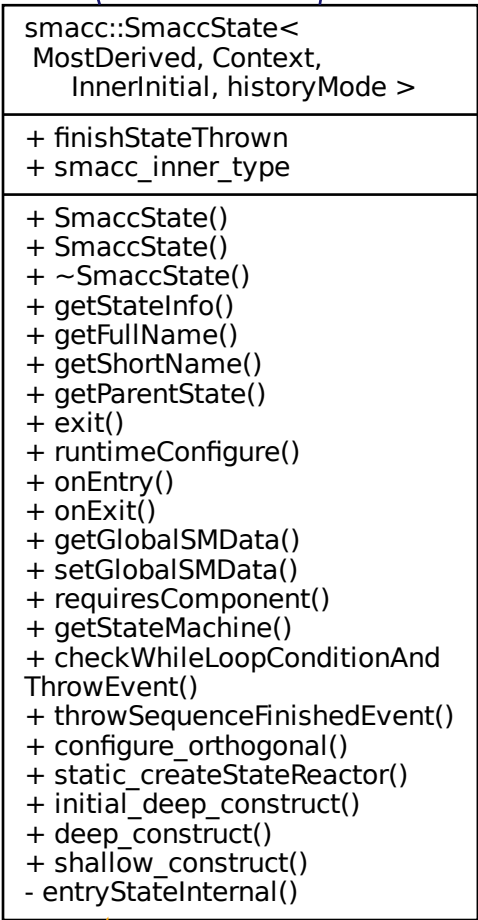 smacc::SmaccState<
MostDerived, Context,
InnerInitial, historyMode >
+ finishStateThrown
+ smacc_inner_type
+ SmaccState()
+ SmaccState()
+ ~SmaccState()
+ getStateInfo()
+ getFullName()
+ getShortName()
+ getParentState()
+ exit()
+ runtimeConfigure()
+ onEntry()
+ onExit()
+ getGlobalSMData()
+ setGlobalSMData()
+ requiresComponent()
+ getStateMachine()
+ checkWhileLoopConditionAnd
ThrowEvent()
+ throwSequenceFinishedEvent()
+ configure_orthogonal()
+ static_createStateReactor()
+ initial_deep_construct()
+ deep_construct()
+ shallow_construct()
- entryStateInternal()